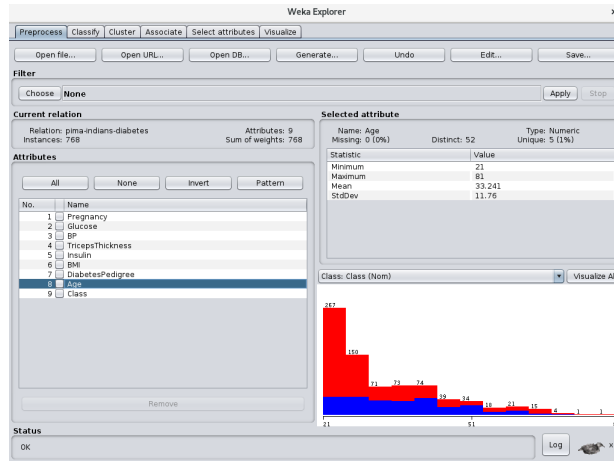 Weka Explorer
Preprocess Classify Cluster Associate Select attributes Visualize
Open file... Open URL... Open DB... Generate... Undo Edit... Save...
Filter
Choose None Apply Stop
Current relation
Relation: pima-indians-diabetes Attributes: 9
Instances: 768 Sum of weights: 768
Attributes
All None Invert Pattern
No. Name
1 Pregnancy
2 Glucose
3 BP
4 TricepsThickness
5 Insulin
6 BMI
7 DiabetesPedigree
8 Age
9 Class
Remove
Selected attribute
Name: Age Type: Numeric
Missing: 0 (0%) Distinct: 52 Unique: 5 (1%)
Statistic Value
Minimum 21
Maximum 81
Mean 33.241
StdDev 11.76
Class: Class (Nom) Visualize Al
267
150
71 73 74
39 34 18 21 15 4 1 1
21 51
Status
OK Log x